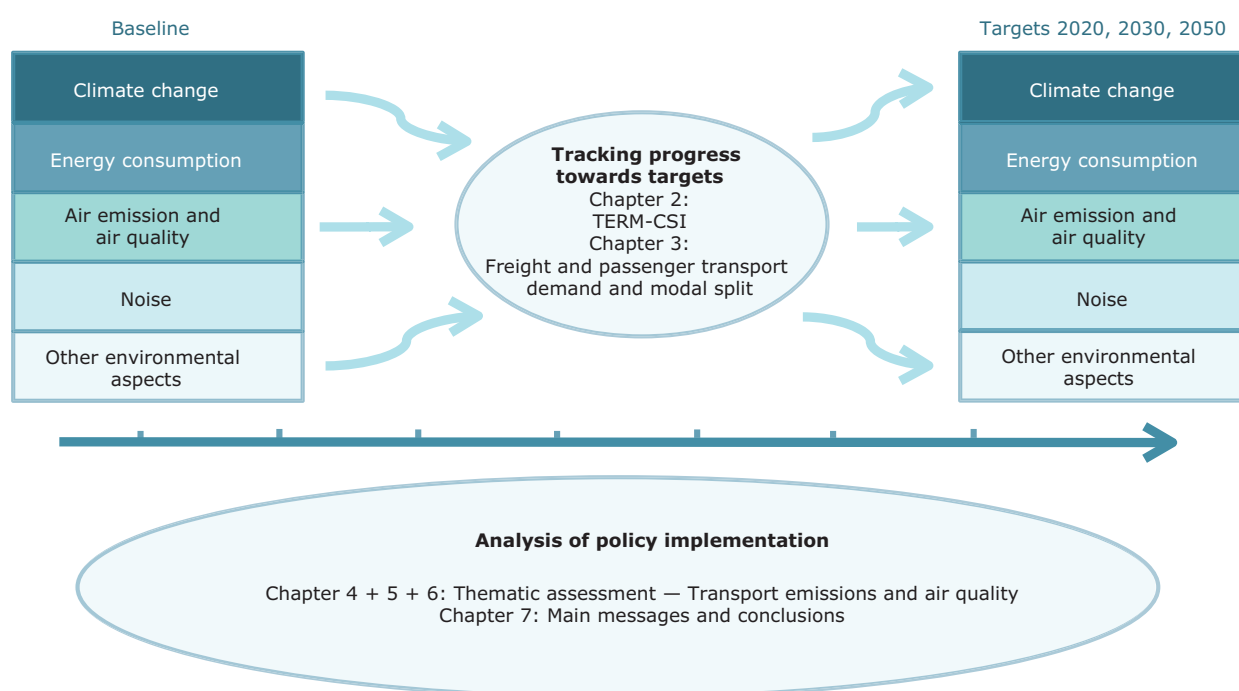 Baseline
Climate change
Energy consumption
Air emission and
air quality
Noise
Other environmental
aspects
Tracking progress
towards targets
Chapter 2:
TERM-CSI
Chapter 3:
Freight and passenger transport
demand and modal split
Targets 2020, 2030, 2050
Climate change
Energy consumption
Air emission and
air quality
Noise
Other environmental
aspects
Analysis of policy implementation
Chapter 4 + 5 + 6: Thematic assessment — Transport emissions and air quality
Chapter 7: Main messages and conclusions